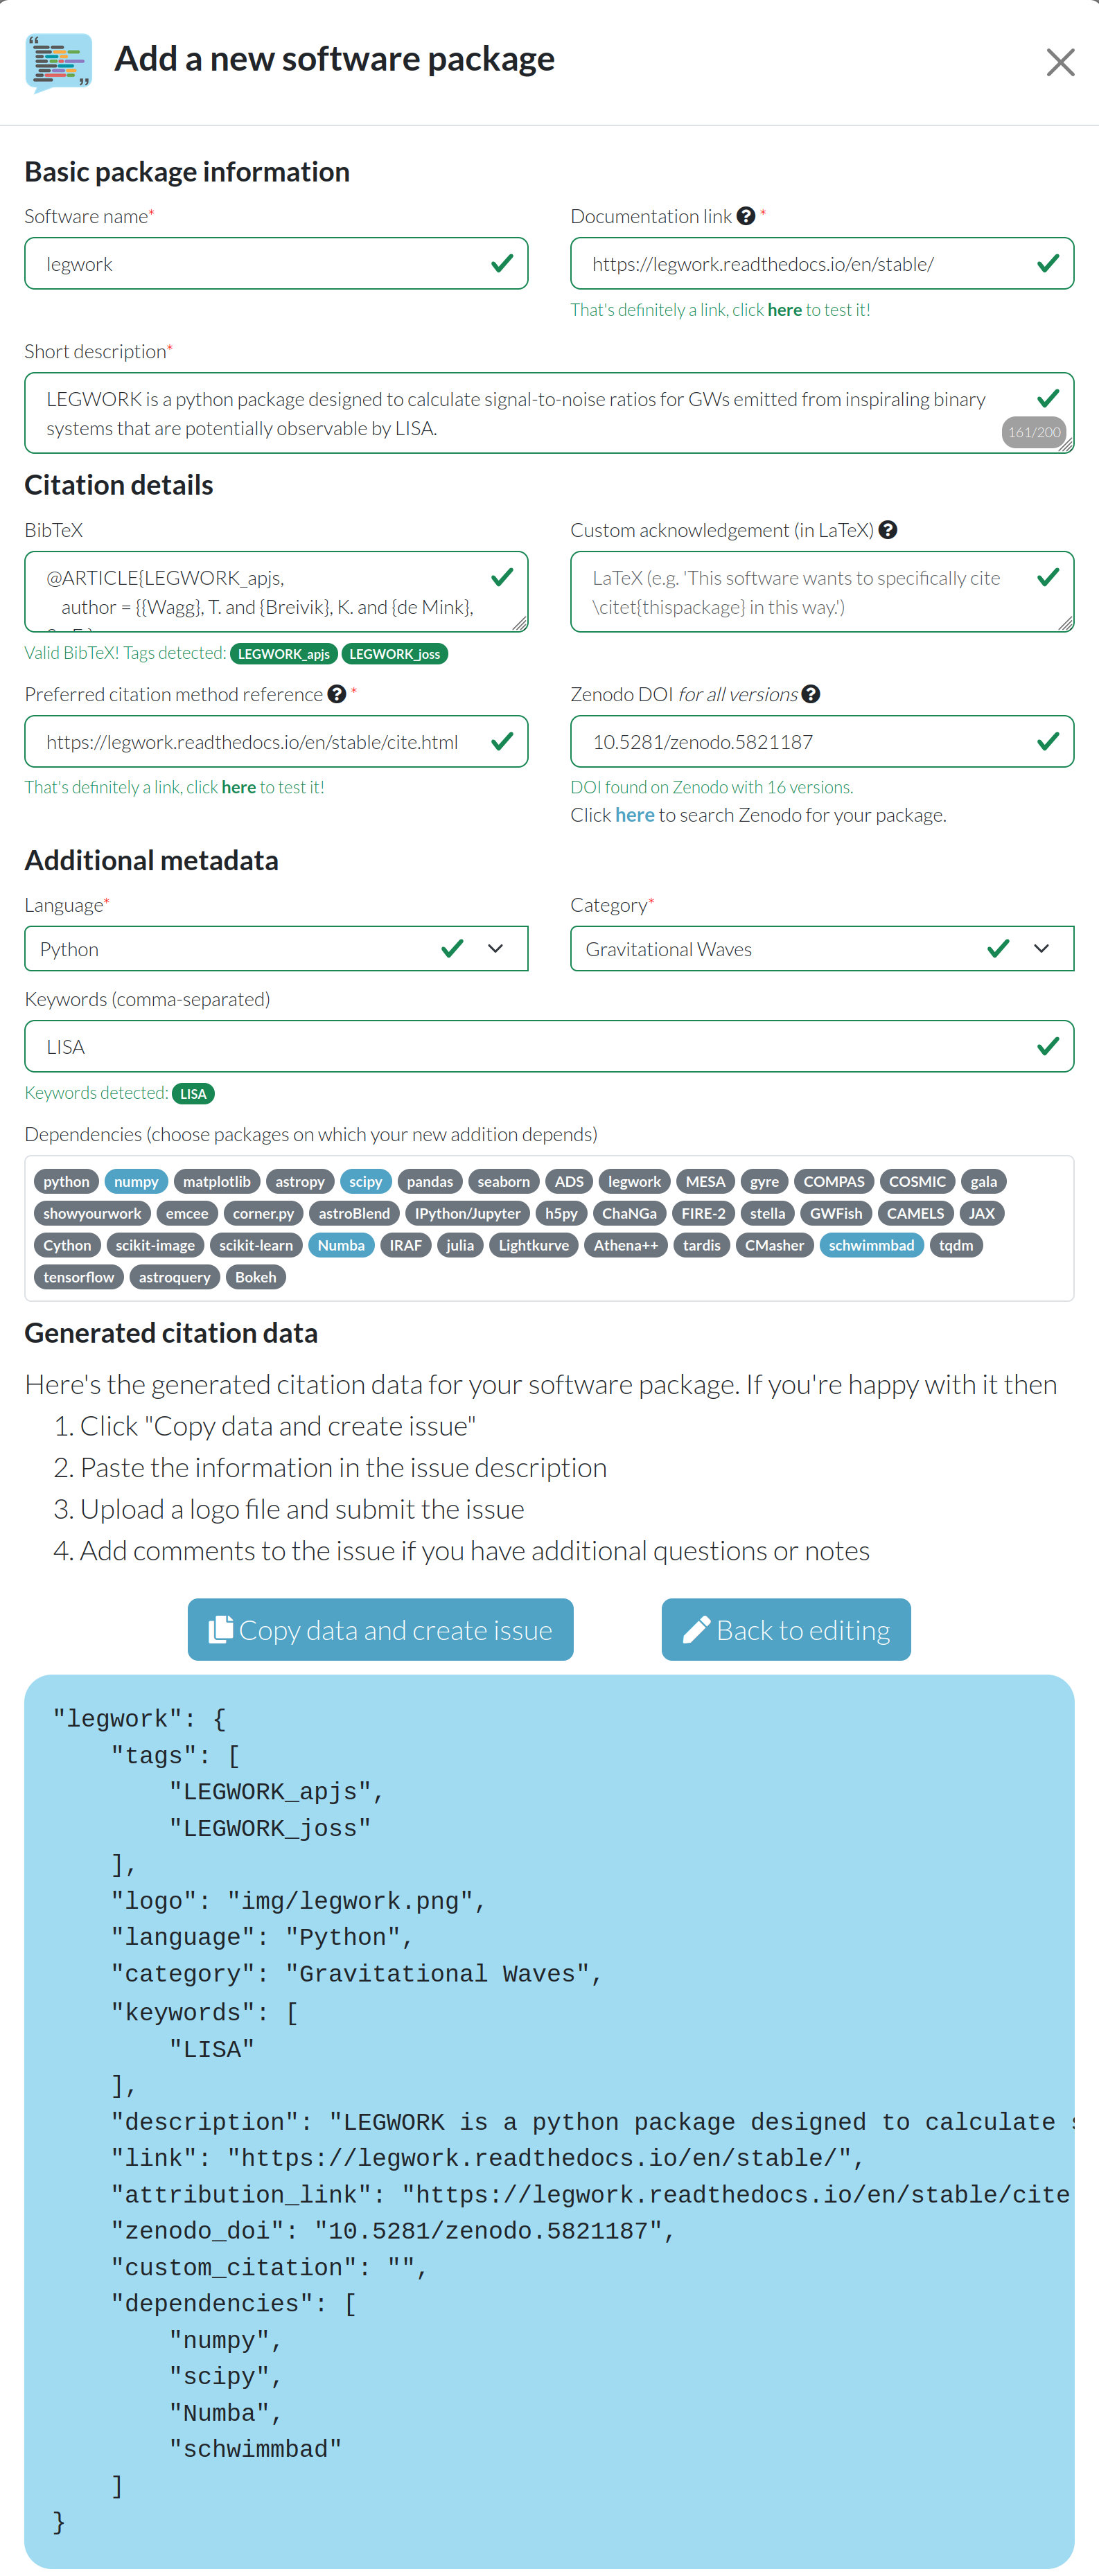 Add a new software package
Basic package information
Software name*
Documentation link ? *
legwork
https://legwork.readthedocs.io/en/stable/
That's definitely a link, click here to test it!
Short description*
LEGWORK is a python package designed to calculate signal-to-noise ratios for GWs emitted from inspiraling binary
systems that are potentially observable by LISA.
161/200
Citation details
BibTeX
Custom acknowledgement (in LaTeX) ?
@ARTICLE{LEGWORK_apjs,
author = {{Wagg}, T. and {Breivik}, K. and {de Mink},
LaTeX (e.g. 'This software wants to specifically cite
\citet{thispackage} in this way.')
Valid BibTeX! Tags detected: LEGWORK_apjs LEGWORK_joss
Preferred citation method reference ? *
Zenodo DOI for all versions ?
https://legwork.readthedocs.io/en/stable/cite.html
10.5281/zenodo.5821187
That's definitely a link, click here to test it!
DOI found on Zenodo with 16 versions.
Click here to search Zenodo for your package.
Additional metadata
Language*
Category*
Python
Gravitational Waves
Keywords (comma-separated)
LISA
Keywords detected: LISA
Dependencies (choose packages on which your new addition depends)
python numpy matplotlib astropy scipy pandas seaborn ADS legwork MESA gyre COMPAS COSMIC gala
showyourwork emcee corner.py astroBlend IPython/Jupyter h5py ChaNGa FIRE-2 stella GWFish CAMELS JAX
Cython scikit-image scikit-learn Numba IRAF julia Lightkurve Athena++ tardis CMasher schwimmbad tqdm
tensorflow astroquery Bokeh
Generated citation data
Here's the generated citation data for your software package. If you're happy with it then
1. Click "Copy data and create issue"
2. Paste the information in the issue description
3. Upload a logo file and submit the issue
4. Add comments to the issue if you have additional questions or notes
Copy data and create issue
Back to editing
"legwork": {
"tags": [
"LEGWORK_apjs",
"LEGWORK_joss"
],
"logo": "img/legwork.png",
"language": "Python",
"category": "Gravitational Waves",
"keywords": [
"LISA"
],
"description": "LEGWORK is a python package designed to calculate
"link": "https://legwork.readthedocs.io/en/stable/",
"attribution_link": "https://legwork.readthedocs.io/en/stable/cite
"zenodo_doi": "10.5281/zenodo.5821187",
"custom_citation": "",
"dependencies": [
"numpy",
"scipy",
"Numba",
"schwimmbad"
]
}